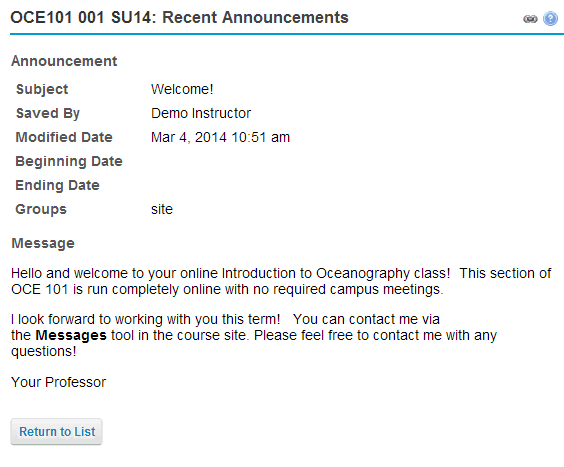 OCE101 001 SU14: Recent Announcements
?
Announcement
Subject Welcome!
Saved By Demo Instructor
Modified Date Mar 4, 2014 10:51 am
Beginning Date
Ending Date
Groups site
Message
Hello and welcome to your online Introduction to Oceanography class!  This section of
OCE 101 is run completely online with no required campus meetings.
I look forward to working with you this term!   You can contact me via
the Messages tool in the course site. Please feel free to contact me with any
questions!
Your Professor
Return to List